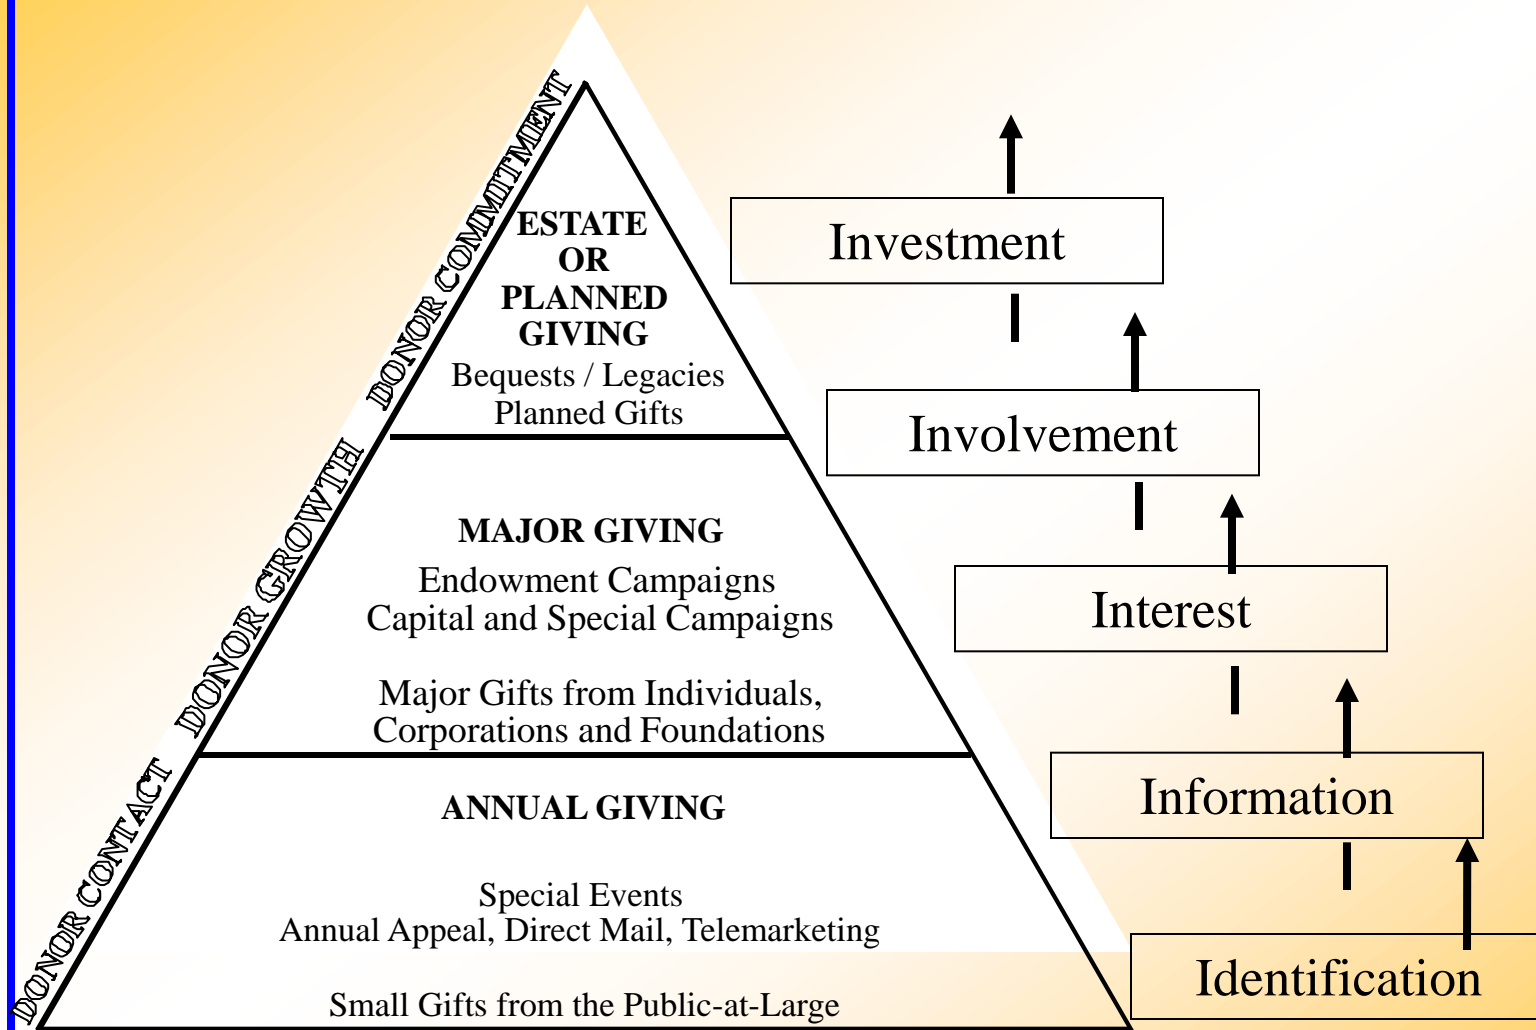 DONOR COMMITMENT
DONOR GROWTH
DONOR CONTACT
ESTATE
OR
PLANNED
GIVING
Bequests / Legacies
Planned Gifts
MAJOR GIVING
Endowment Campaigns
Capital and Special Campaigns
Major Gifts from Individuals,
Corporations and Foundations
ANNUAL GIVING
Special Events
Annual Appeal, Direct Mail, Telemarketing
Small Gifts from the Public-at-Large
Investment
Involvement
Interest
Information
Identification